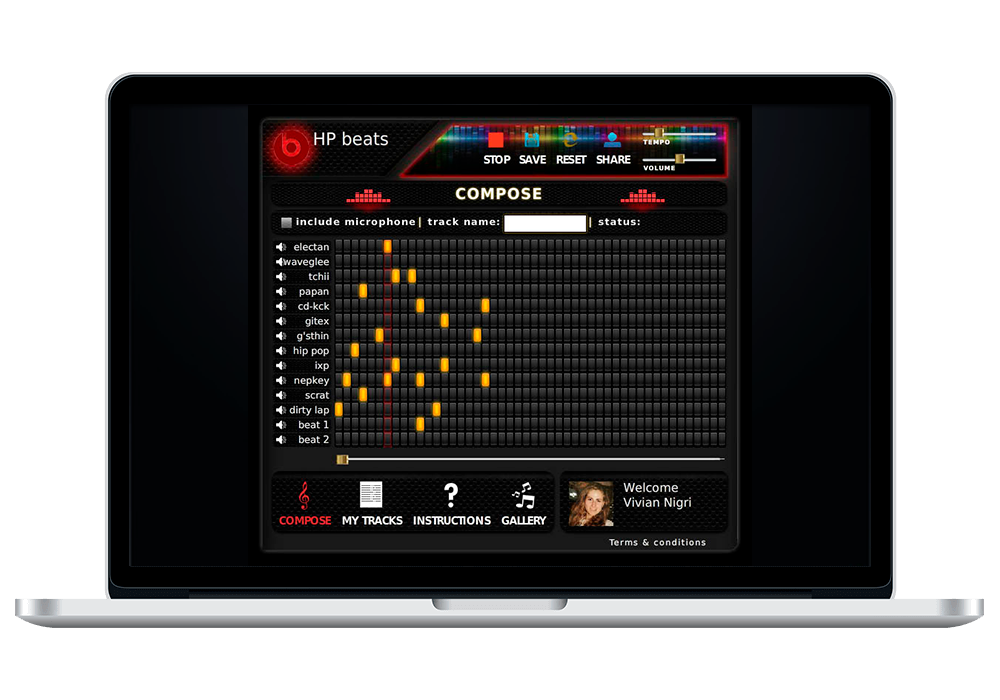 b HP beats
STOP SAVE RESET SHARE TEMPO
VOLUME
COMPOSE
include microphone | track name: | status:
electan
waveglee
tchii
papan
cd-kck
gitex
g'sthin
hip pop
ixp
nepkey
scrat
dirty lap
beat 1
beat 2
COMPOSE MY TRACKS INSTRUCTIONS GALLERY
Welcome
Vivian Nigri
Terms & conditions